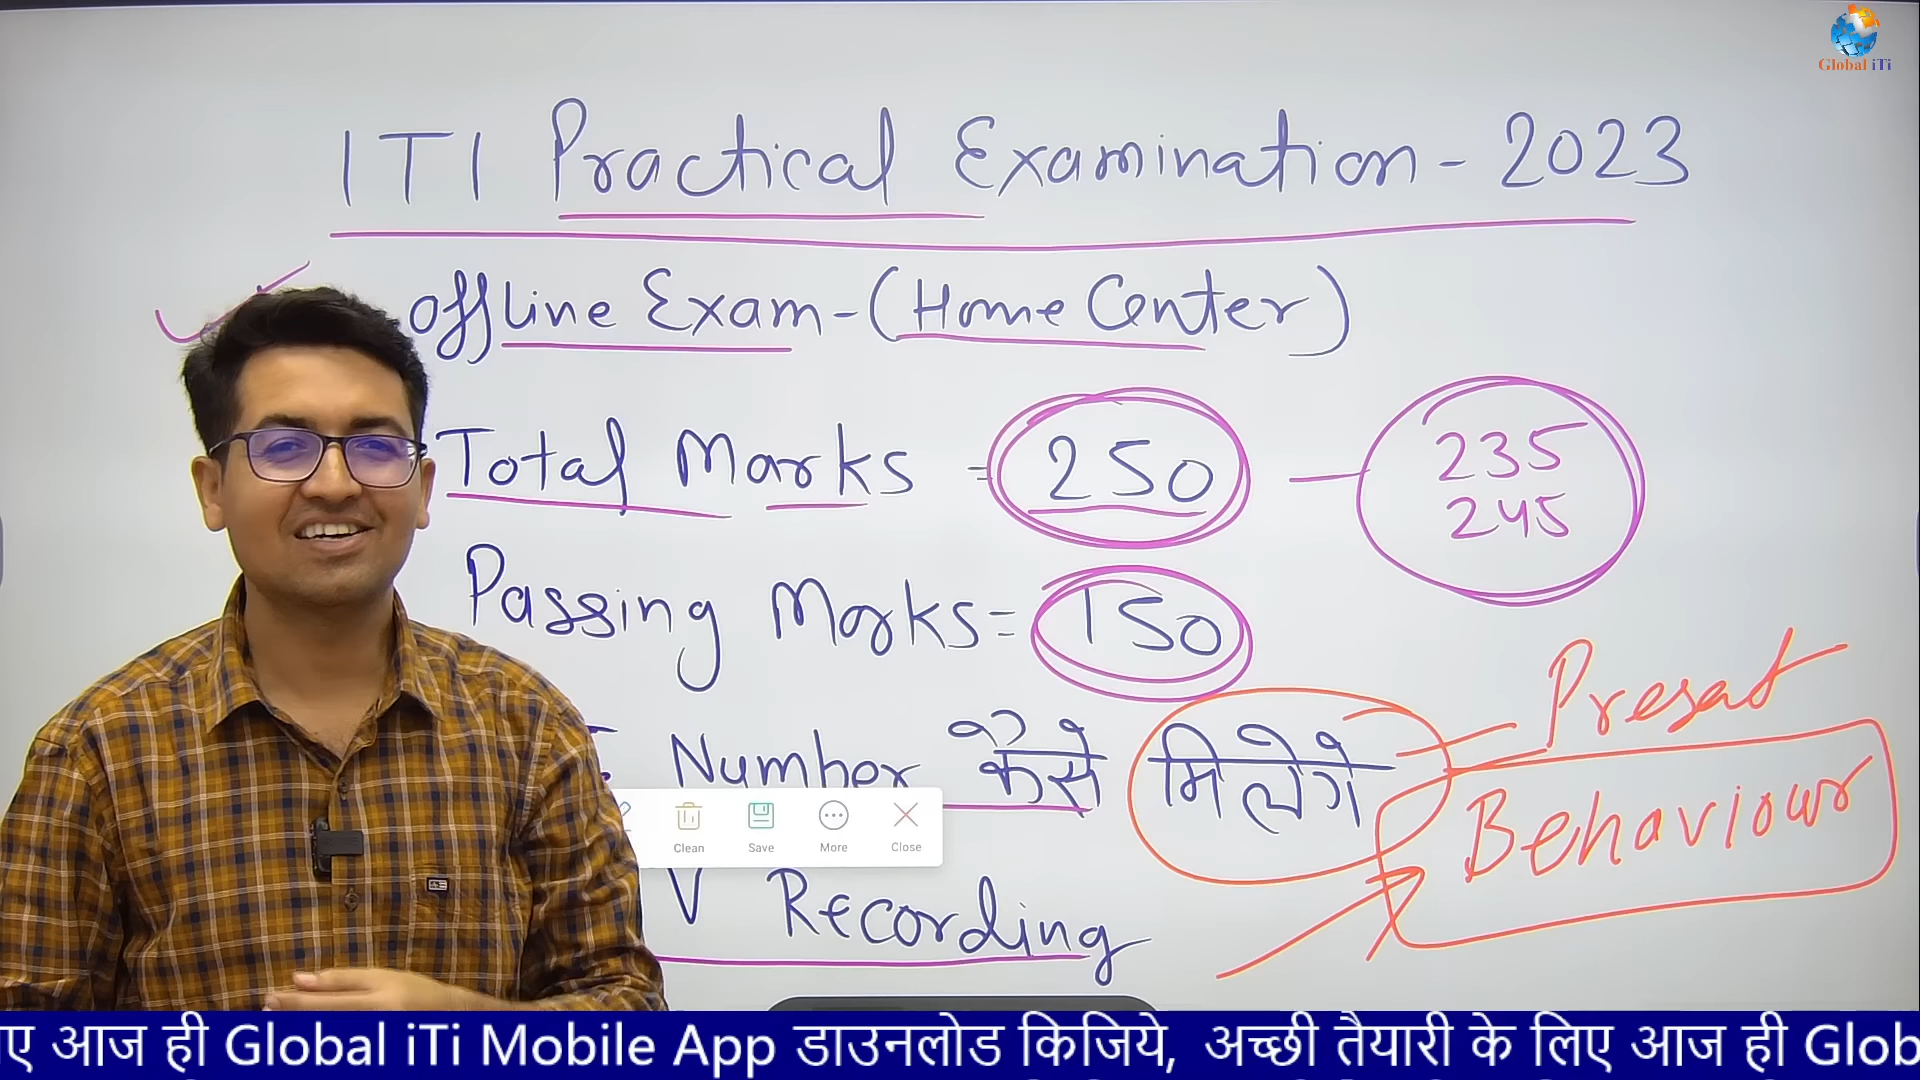 Global iTi
ITI Practical Examination - 2023
offline Exam - (Home Center)
Total Marks = 250 — 235
245
Passing Marks = 150
Presat
Number कैसे मिलेगे
Behaviour
Clean Save More Close
V Recording
ए आज ही Global iTi Mobile App डाउनलोड किजिये, अच्छी तैयारी के लिए आज ही Glob